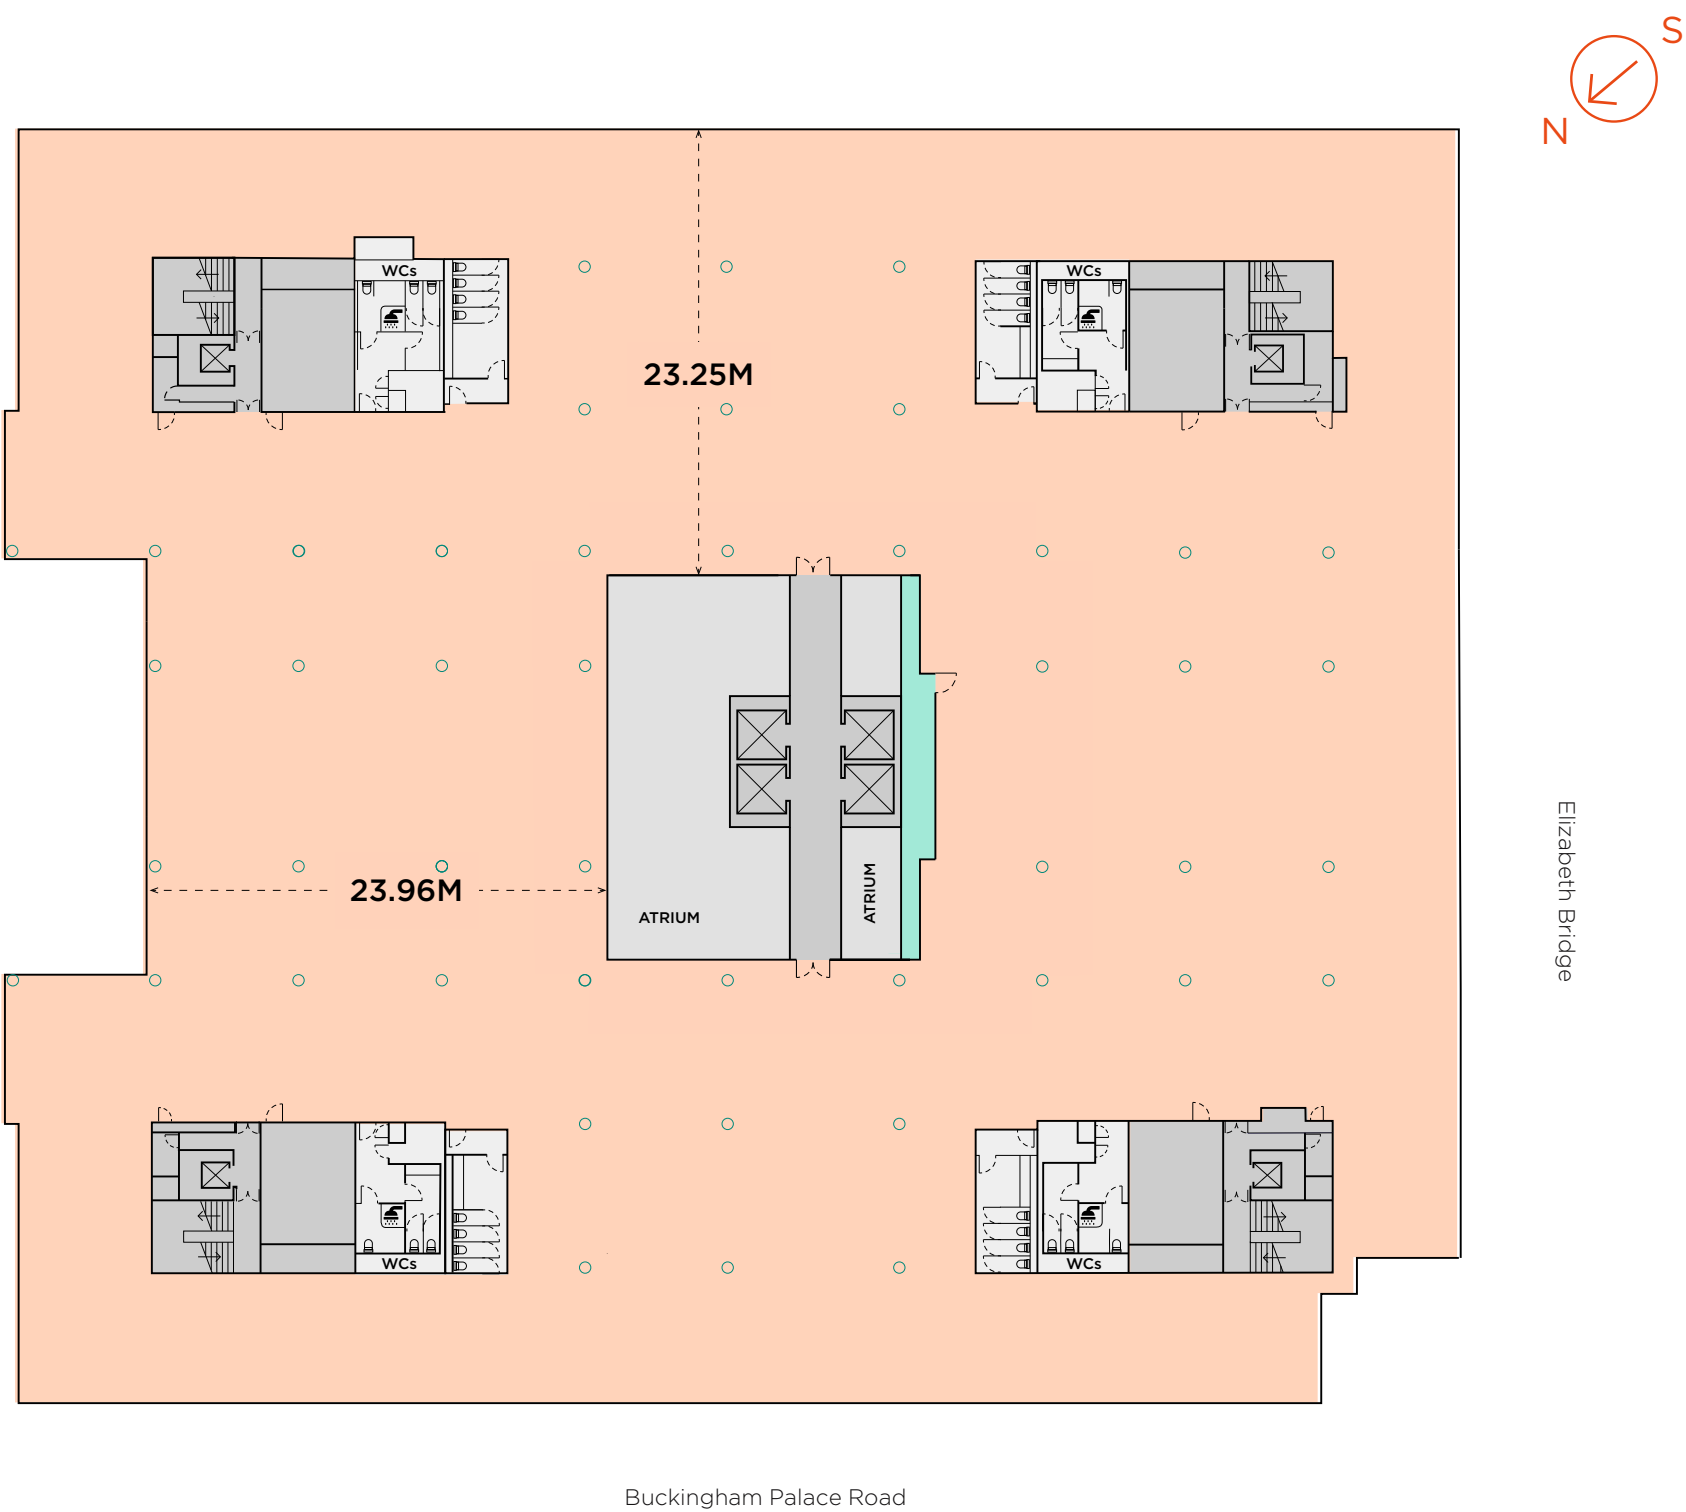 S
N
WCs
WCs
23.25M
23.96M
ATRIUM
ATRIUM
Elizabeth Bridge
WCs
WCs
Buckingham Palace Road